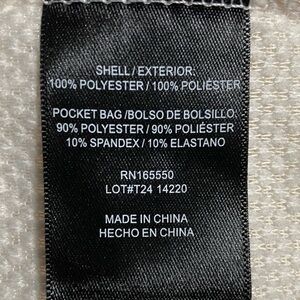 SHELL / EXTERIOR:
100% POLYESTER / 100% POLIÉSTER
POCKET BAG /BOLSO DE BOLSILLO:
90% POLYESTER / 90% POLIÉSTER
10% SPANDEX / 10% ELASTANO
RN165550
LOT#T24 14220
MADE IN CHINA
HECHO EN CHINA